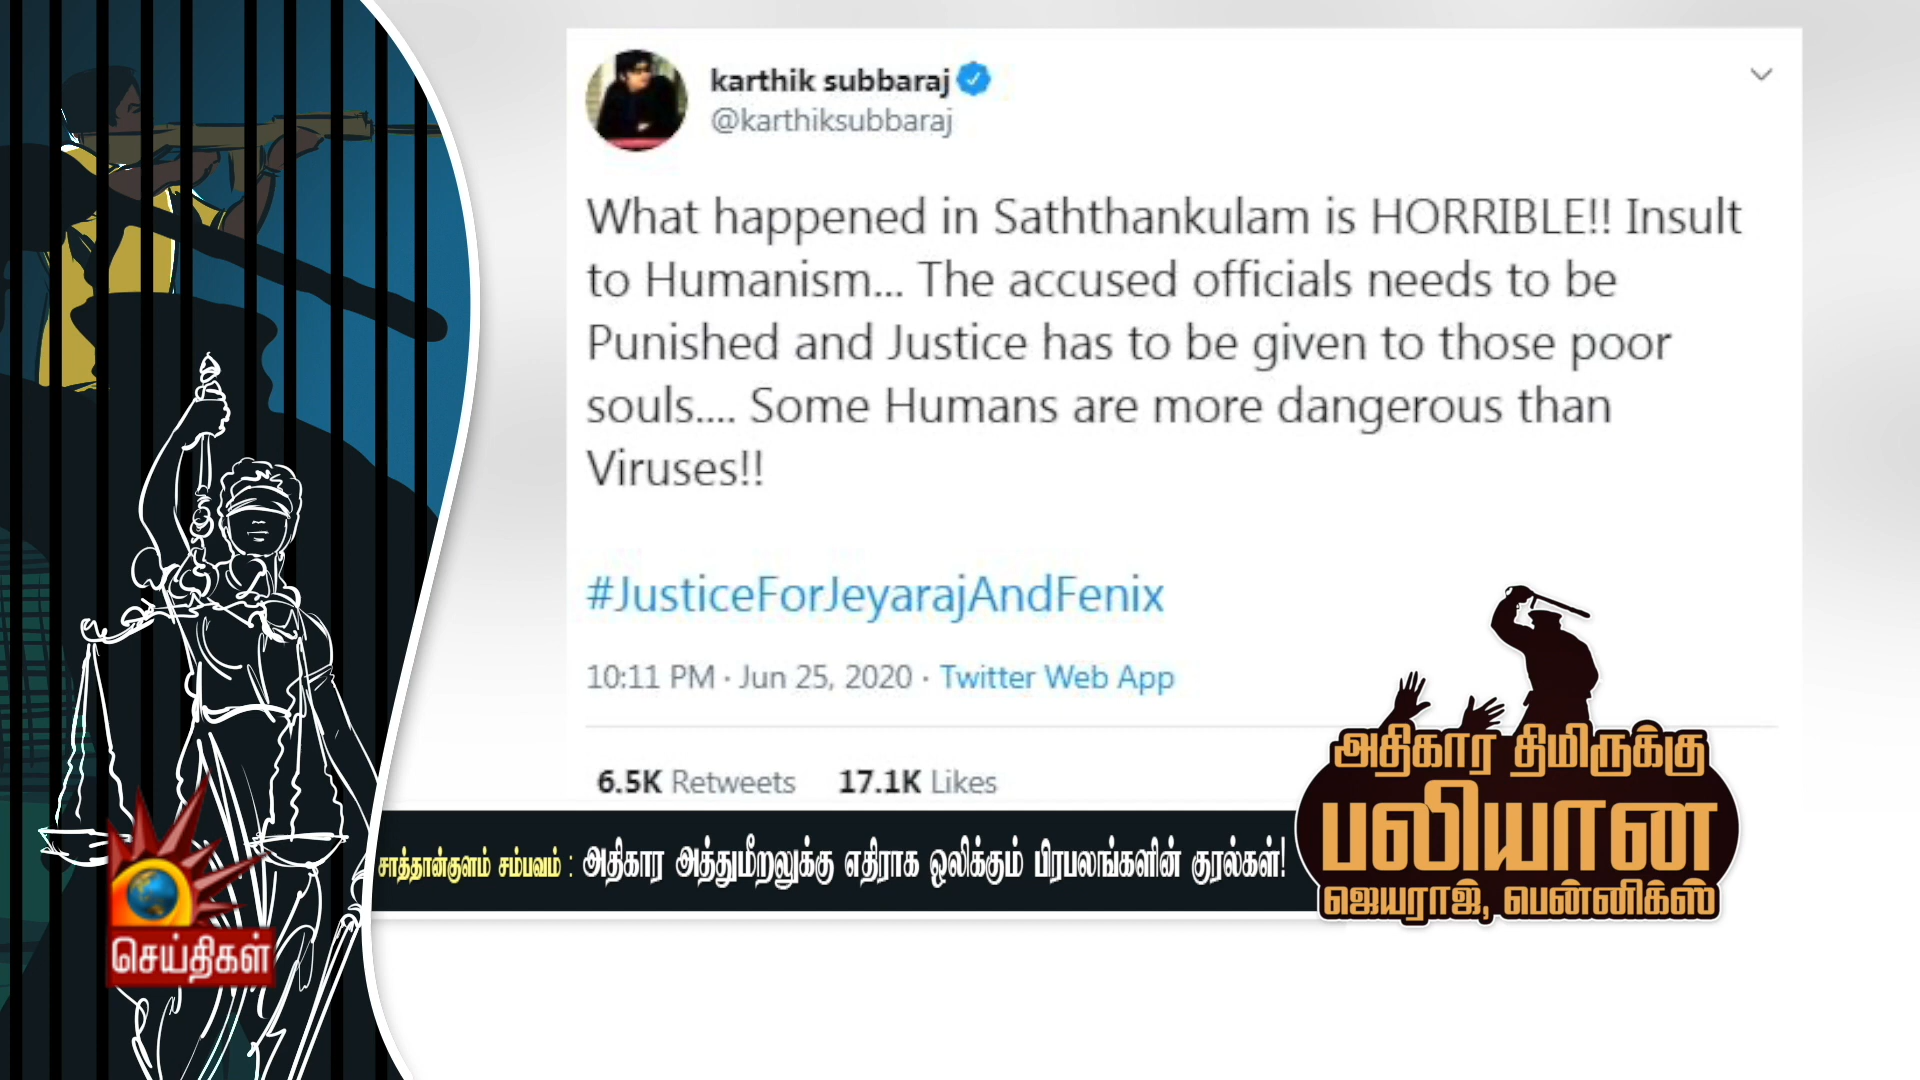 karthik subbaraj
@karthiksubbaraj
What happened in Saththankulam is HORRIBLE!! Insult
to Humanism... The accused officials needs to be
Punished and Justice has to be given to those poor
souls.... Some Humans are more dangerous than
Viruses!!
#JusticeForJeyarajAndFenix
10:11 PM · Jun 25, 2020 · Twitter Web App
6.5K Retweets 17.1K Likes
சாத்தான்குளம் சம்பவம் : அதிகார அத்துமீறலுக்கு எதிராக ஒலிக்கும் பிரபலங்களின் குரல்கள்!
அதிகார திமிருக்கு
பலியான
ஜெயராஜ், பென்னிக்ஸ்
செய்திகள்